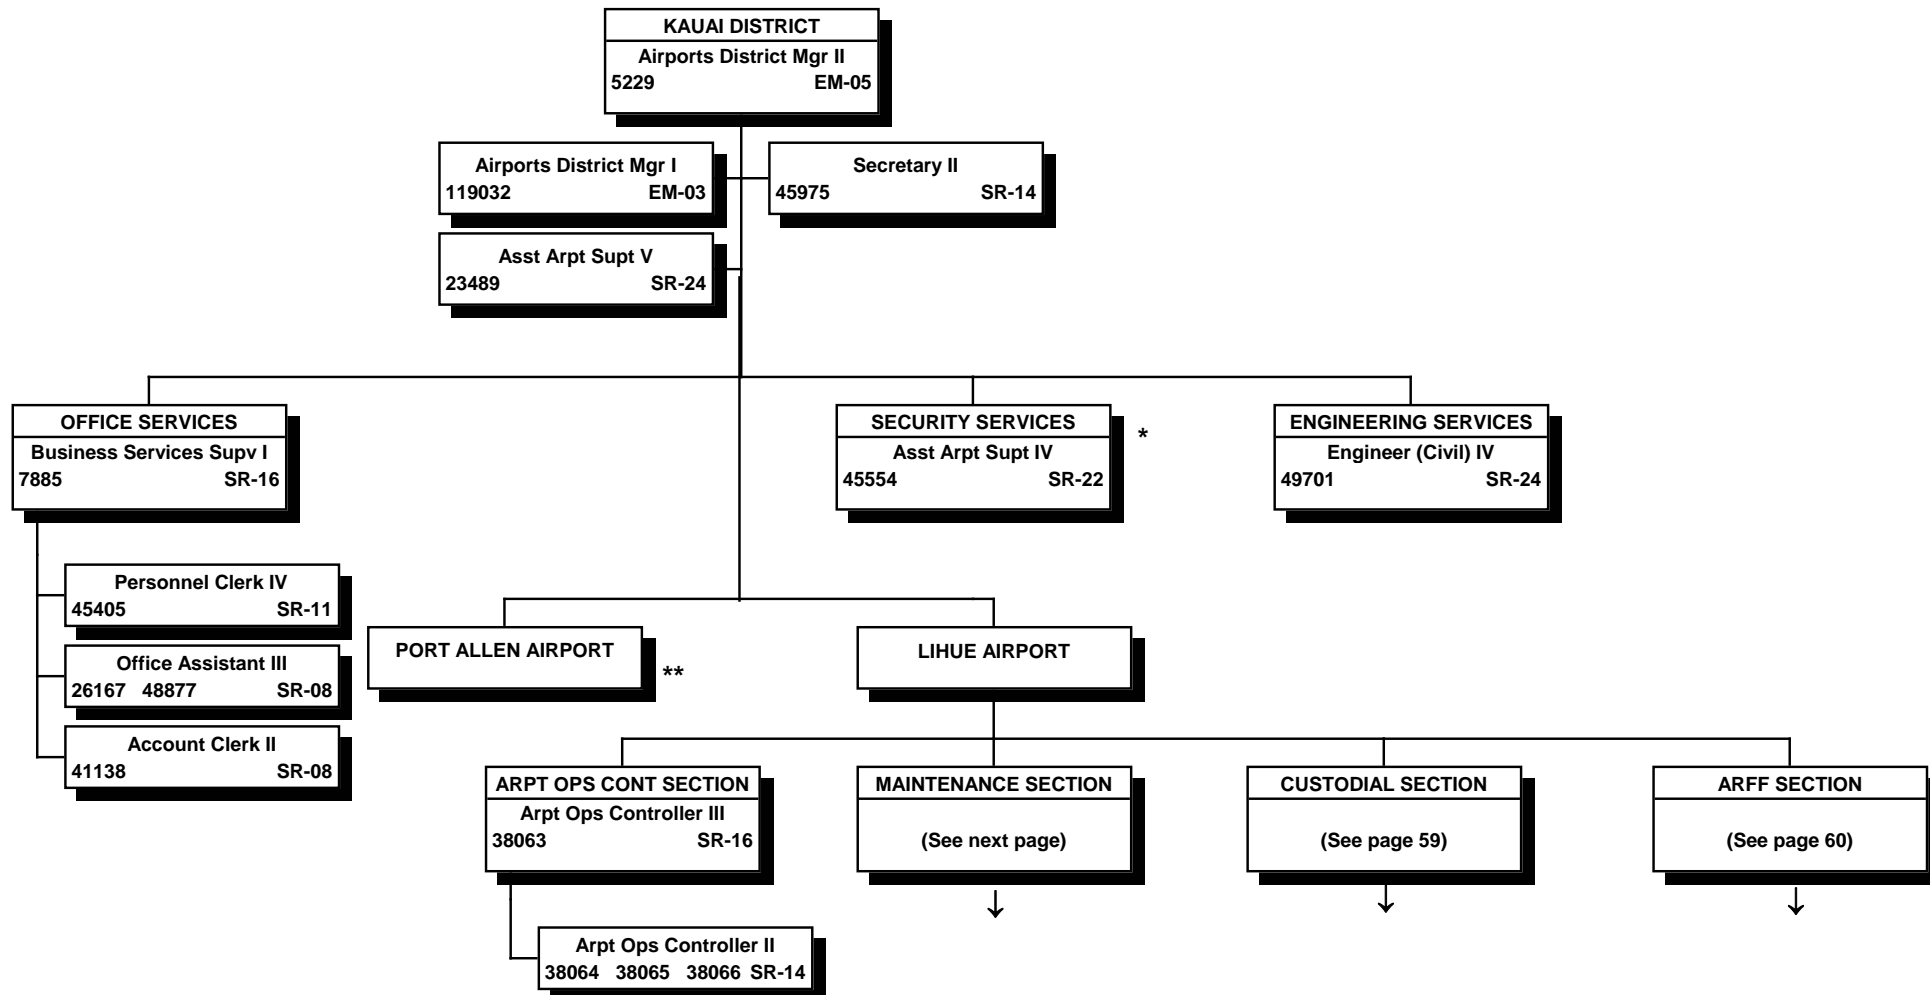 KAUAI DISTRICT
Airports District Mgr II
5229 EM-05
Airports District Mgr I
119032 EM-03
Secretary II
45975 SR-14
Asst Arpt Supt V
23489 SR-24
OFFICE SERVICES
Business Services Supv I
7885 SR-16
SECURITY SERVICES
Asst Arpt Supt IV
45554 SR-22
*
ENGINEERING SERVICES
Engineer (Civil) IV
49701 SR-24
Personnel Clerk IV
45405 SR-11
Office Assistant III
26167 48877 SR-08
Account Clerk II
41138 SR-08
PORT ALLEN AIRPORT
**
LIHUE AIRPORT
ARPT OPS CONT SECTION
Arpt Ops Controller III
38063 SR-16
MAINTENANCE SECTION
(See next page)
CUSTODIAL SECTION
(See page 59)
ARFF SECTION
(See page 60)
Arpt Ops Controller II
38064 38065 38066 SR-14